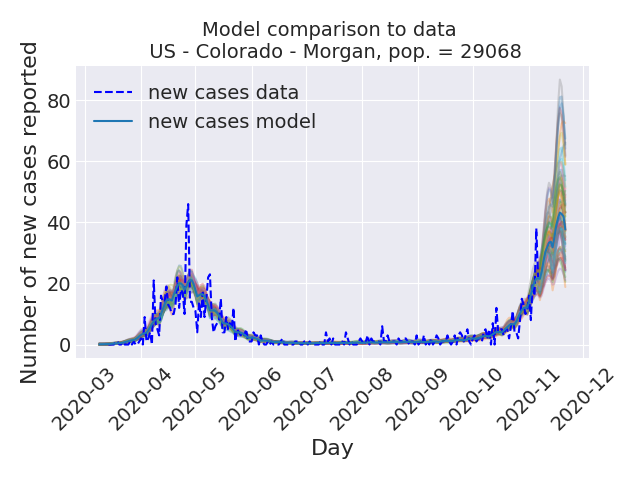 Model comparison to data
US - Colorado - Morgan, pop. = 29068
Number of new cases reported
80
60
40
20
0
new cases data
new cases model
2020-03
2020-04
2020-05
2020-06
2020-07
2020-08
2020-09
2020-10
2020-11
2020-12
Day